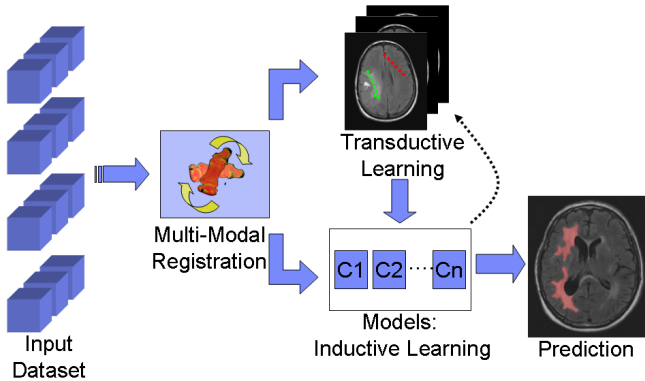 Transductive
Learning
Multi-Modal
Registration
C1 C2 Cn
Models:
Inductive Learning
Input
Dataset
Prediction